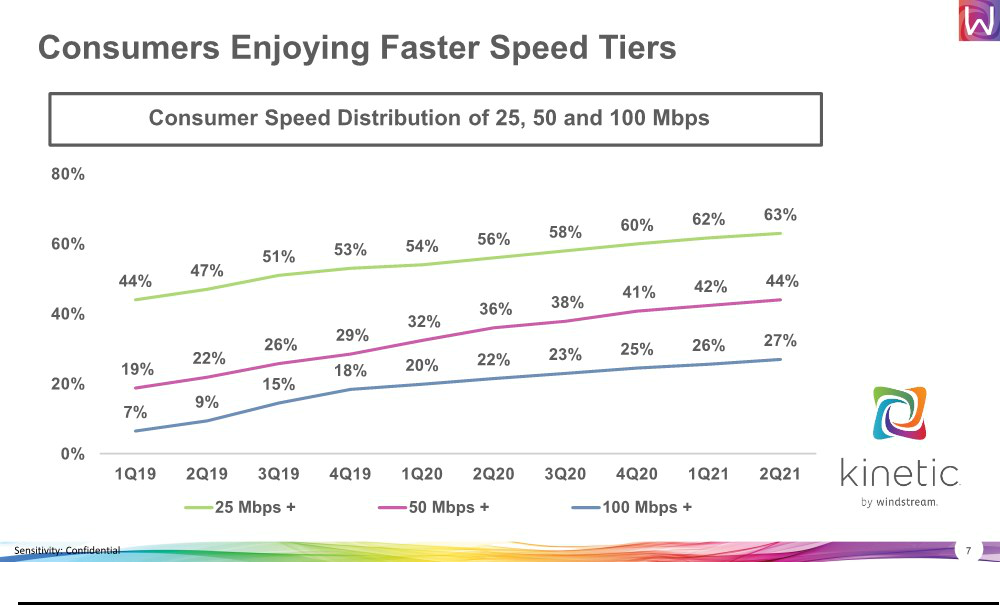 Consumers Enjoying Faster Speed Tiers
W
Consumer Speed Distribution of 25, 50 and 100 Mbps
80%
60%
40%
20%
0%
44% 47% 51% 53% 54% 56% 58% 60% 62% 63%
19% 22% 26% 29% 32% 36% 38% 41% 42% 44%
7% 9% 15% 18% 20% 22% 23% 25% 26% 27%
1Q19 2Q19 3Q19 4Q19 1Q20 2Q20 3Q20 4Q20 1Q21 2Q21
25 Mbps + 50 Mbps + 100 Mbps +
kinetic
by windstream.
Sensitivity: Confidential
7